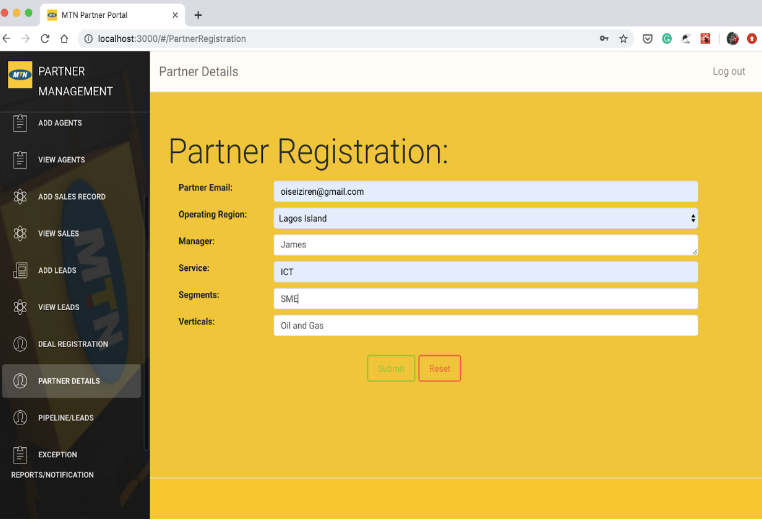 MTN Partner Portal
localhost:3000/#/PartnerRegistration
MTN
PARTNER
MANAGEMENT
ADD AGENTS
VIEW AGENTS
ADD SALES RECORD
VIEW SALES
ADD LEADS
VIEW LEADS
DEAL REGISTRATION
PARTNER DETAILS
PIPELINE/LEADS
EXCEPTION
REPORTS/NOTIFICATION
MTN
Partner Details
Log out
Partner Registration:
Partner Email:
oiseiziren@gmail.com
Operating Region:
Lagos Island
Manager:
James
Service:
ICT
Segments:
SME
Verticals:
Oil and Gas
Submit
Reset